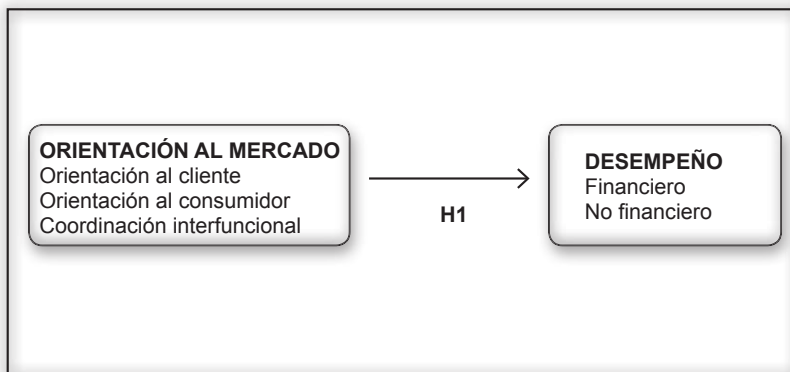 ORIENTACIÓN AL MERCADO
Orientación al cliente
Orientación al consumidor
Coordinación interfuncional
H1
DESEMPEÑO
Financiero
No financiero